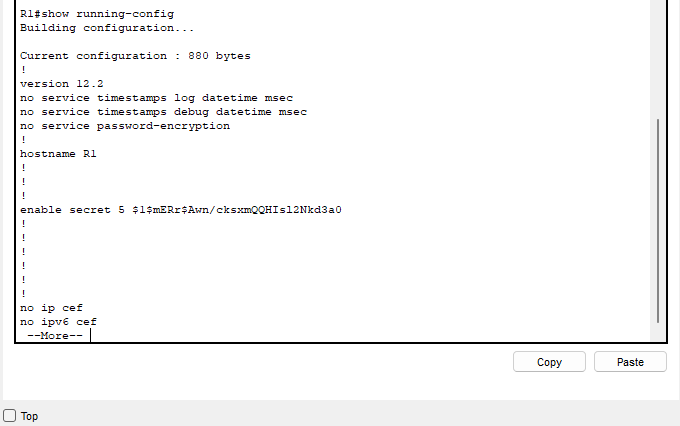 R1#show running-config
Building configuration...
Current configuration : 880 bytes
!
version 12.2
no service timestamps log datetime msec
no service timestamps debug datetime msec
no service password-encryption
!
hostname R1
!
!
!
enable secret 5 $1$mERr$Awn/cksxmQQHIsl2Nkd3a0
!
!
!
!
!
!
no ip cef
no ipv6 cef
--More--
Copy
Paste
Top